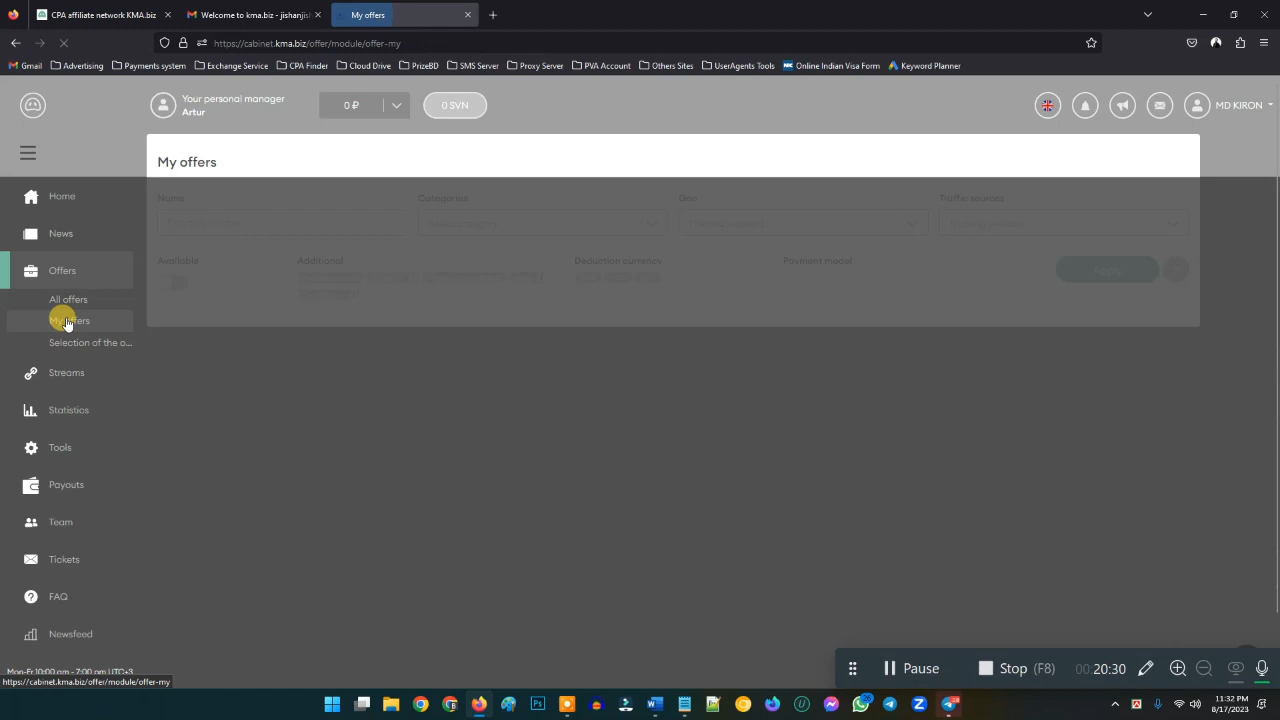 CPA affiliate network KMA.biz
Welcome to kma.biz - jishanjish
My offers
https://cabinet.kma.biz/offer/module/offer-my
Gmail
Advertising
Payments system
Exchange Service
CPA Finder
Cloud Drive
PrizeBD
SMS Server
Proxy Server
PVA Account
Others Sites
UserAgents Tools
Online Indian Visa Form
Keyword Planner
Your personal manager
Artur
0 ₽
0 SVN
MD KIRON
My offers
Name
Categories
Geo
Traffic sources
Available
Additional
Deduction currency
Payment model
Apply
Home
News
Offers
All offers
My offers
Selection of the o...
Streams
Statistics
Tools
Payouts
Team
Tickets
FAQ
Newsfeed
Mon-Fr 10:00 am - 7:00 pm UTC+3
https://cabinet.kma.biz/offer/module/offer-my
Pause
Stop (F8)
00:20:30
11:32 PM
8/17/2023